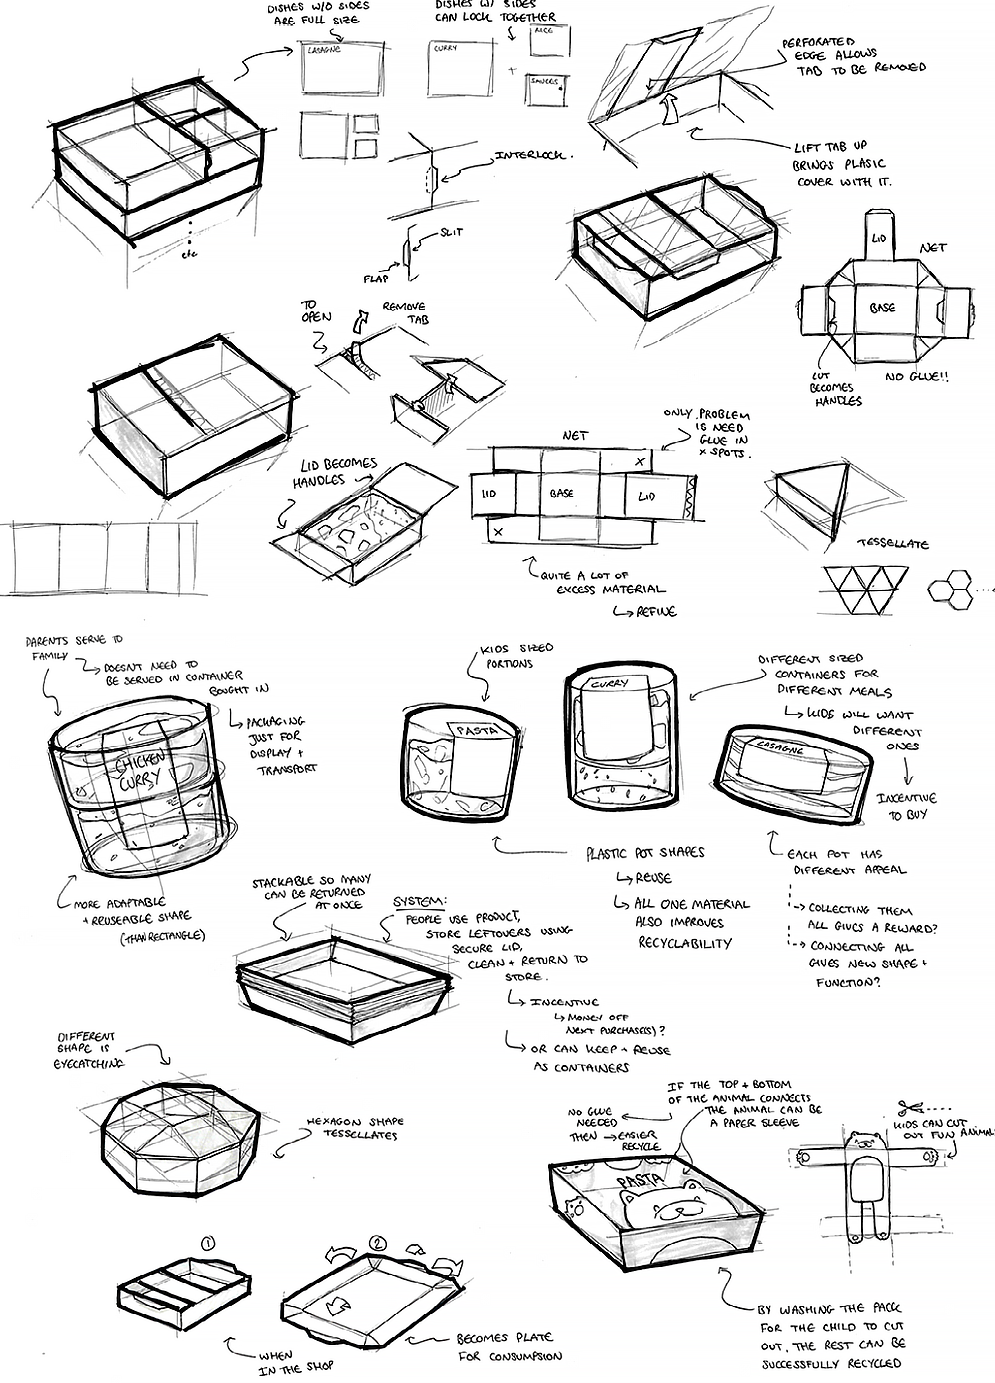 DISHES W/O SIDES
ARE FULL SIZE
DISHES W/ SIDES
CAN LOCK TOGETHER
LASAGNE
CURRY
RICE
+
SAUCES
PERFORATED
EDGE ALLOWS
TAB TO BE REMOVED
INTERLOCK.
LIFT TAB UP
BRINGS PLASIC
COVER WITH IT.
etc
SLIT
FLAP
LID
NET
BASE
CUT
BECOMES
HANDLES
NO GLUE!!
TO
OPEN
REMOVE
TAB
ONLY PROBLEM
IS NEED
GLUE IN
X SPOTS.
NET
LID BECOMES
HANDLES
X
LID
BASE
LID
X
TESSELLATE
QUITE A LOT OF
EXCESS MATERIAL
REFINE
PARENTS SERVE TO
FAMILY
DOESNT NEED TO
BE SERVED IN CONTAINER
BOUGHT IN
PACKAGING
JUST FOR
DISPLAY +
TRANSPORT
CHICKEN
CURRY
KIDS SIZED
PORTIONS
PASTA
CURRY
LASAGNE
DIFFERENT SIZED
CONTAINERS FOR
DIFFERENT MEALS
KIDS WILL WANT
DIFFERENT
ONES
INCENTIVE
TO BUY
MORE ADAPTABLE
+ REUSEABLE SHAPE
(THAN RECTANGLE)
PLASTIC POT SHAPES
REUSE
ALL ONE MATERIAL
ALSO IMPROVES
RECYCLABILITY
EACH POT HAS
DIFFERENT APPEAL
COLLECTING THEM
ALL GIVES A REWARD?
CONNECTING ALL
GIVES NEW SHAPE +
FUNCTION?
STACKABLE SO MANY
CAN BE RETURNED
AT ONCE
SYSTEM:
PEOPLE USE PRODUCT,
STORE LEFTOVERS USING
SECURE LID,
CLEAN + RETURN TO
STORE.
INCENTIVE
MONEY OFF
NEXT PURCHASE(S)?
OR CAN KEEP + REUSE
AS CONTAINERS
DIFFERENT
SHAPE IS
EYECATCHING
HEXAGON SHAPE
TESSELLATES
IF THE TOP + BOTTOM
OF THE ANIMAL CONNECTS
THE ANIMAL CAN BE
A PAPER SLEEVE
NO GLUE
NEEDED
THEN → EASIER
RECYCLE
PASTA
KIDS CAN CUT
OUT FUN ANIMAL
BY WASHING THE PACK
FOR THE CHILD TO CUT
OUT, THE REST CAN BE
SUCCESSFULLY RECYCLED
1
2
WHEN
IN THE SHOP
BECOMES PLATE
FOR CONSUMPSION